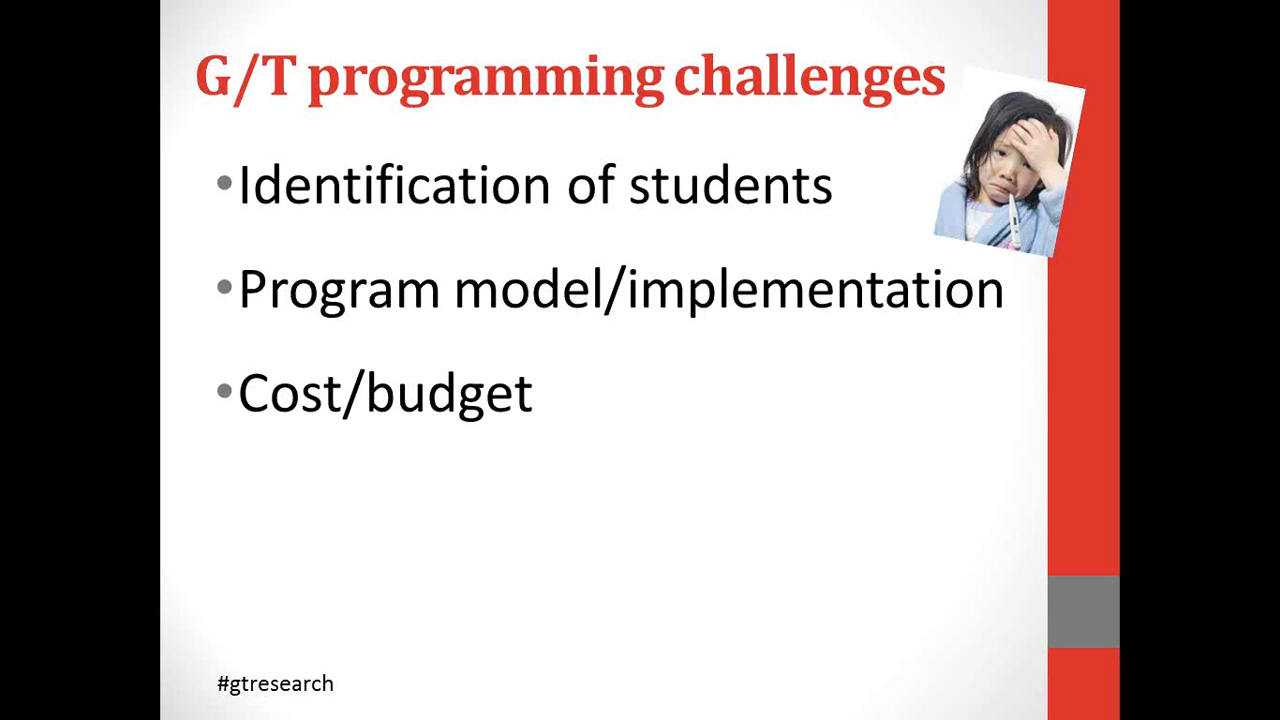 G/T programming challenges
•Identification of students
•Program model/implementation
•Cost/budget
#gtresearch